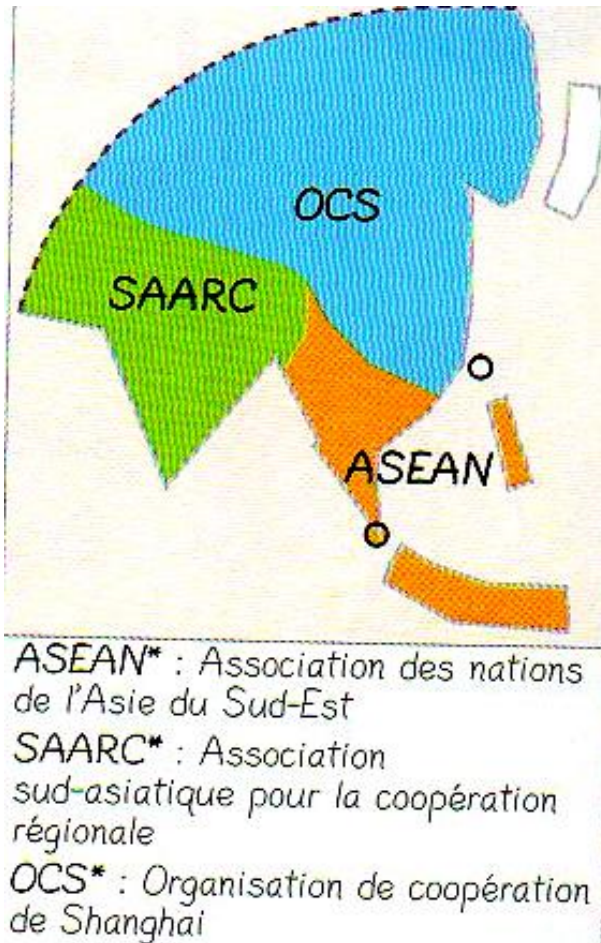 OCS
SAARC
ASEAN
ASEAN* : Association des nations
de l'Asie du Sud-Est
SAARC* : Association
sud-asiatique pour la coopération
régionale
OCS* : Organisation de coopération
de Shanghai